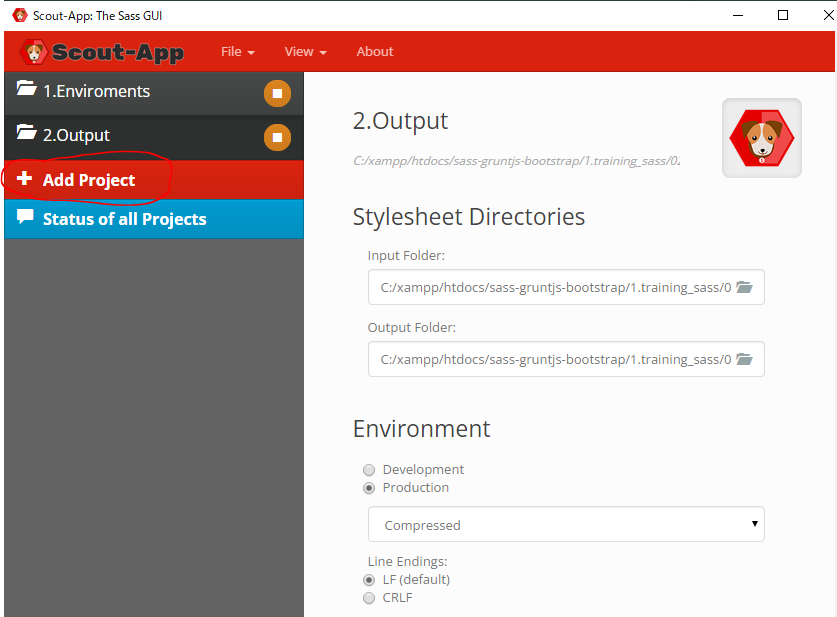 Scout-App: The Sass GUI
Scout-App File View About
1.Enviroments
2.Output
Add Project
Status of all Projects
2.Output
C:/xampp/htdocs/sass-gruntjs-bootstrap/1.training_sass/02
Stylesheet Directories
Input Folder:
C:/xampp/htdocs/sass-gruntjs-bootstrap/1.training_sass/0
Output Folder:
C:/xampp/htdocs/sass-gruntjs-bootstrap/1.training_sass/0
Environment
Development
Production
Compressed
Line Endings:
LF (default)
CRLF